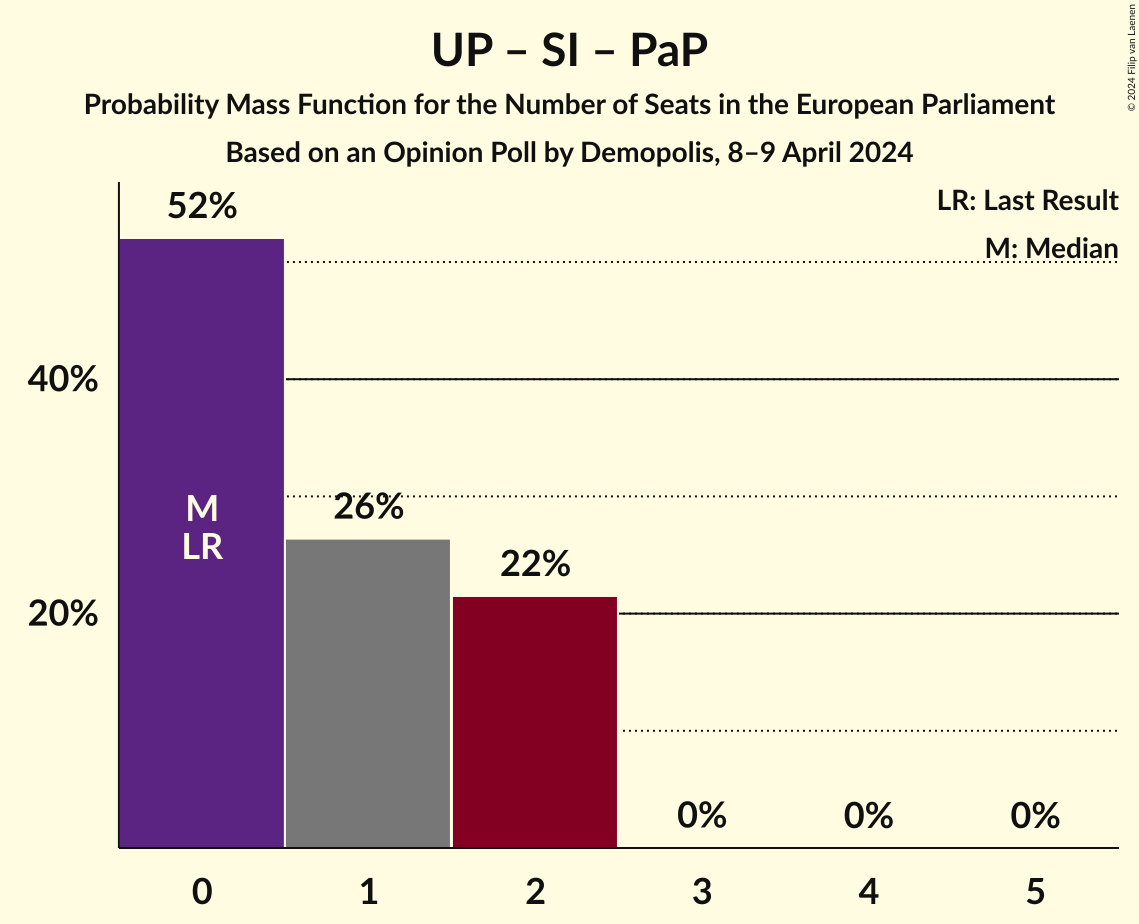 UP – SI – PaP
Probability Mass Function for the Number of Seats in the European Parliament
Based on an Opinion Poll by Demopolis, 8–9 April 2024
© 2024 Filip van Laenen
LR: Last Result
M: Median
52%
40%
M
LR
26%
22%
20%
0%
0%
0%
0
1
2
3
4
5